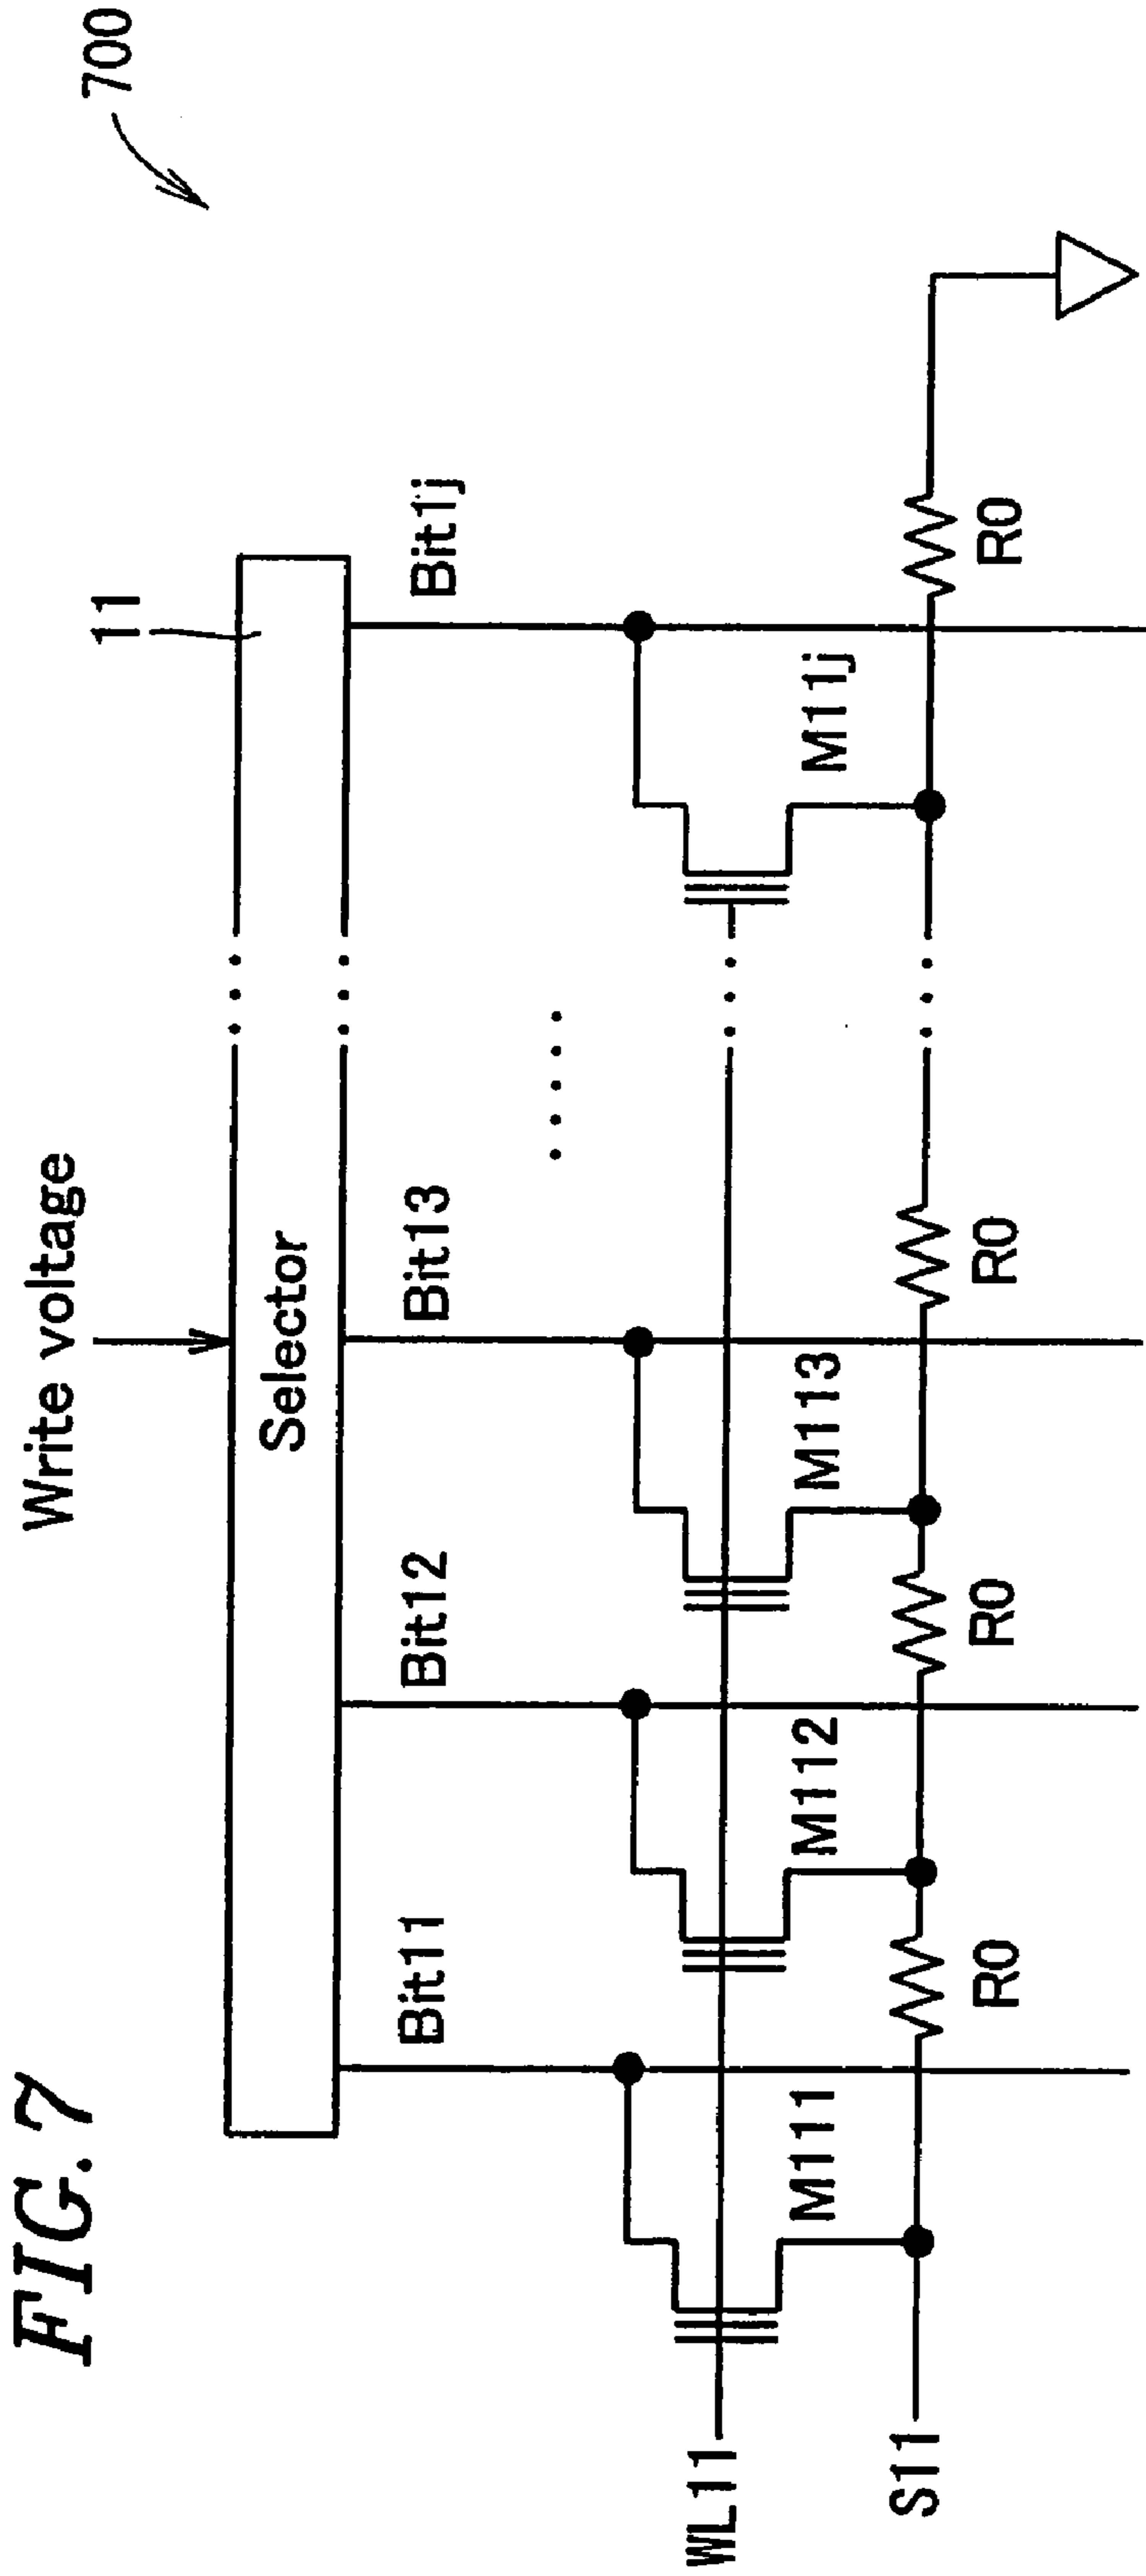 FIG. 7
700
Write voltage
11
Selector
Bit11
Bit12
Bit13
Bit1j
WL11
M111
M112
M113
M11j
S11
R0
R0
R0
R0